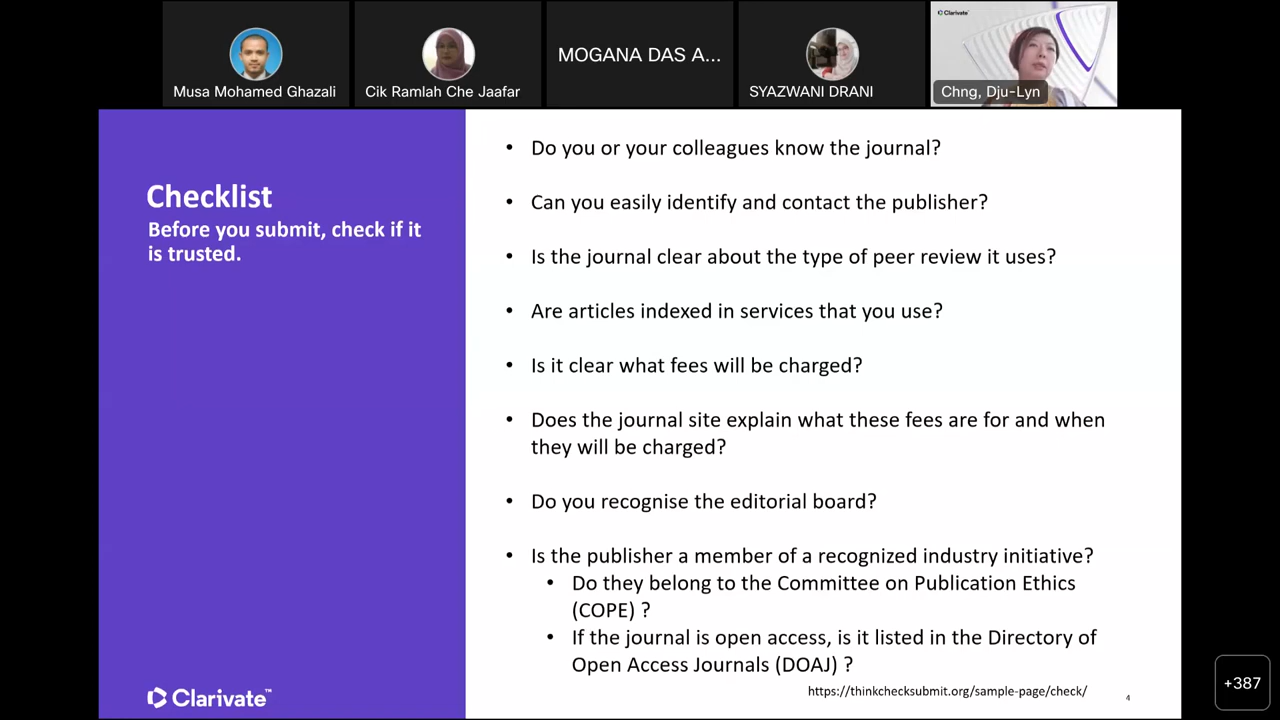 Clarivate™
MOGANA DAS A...
Musa Mohamed Ghazali
Cik Ramlah Che Jaafar
SYAZWANI DRANI
Chng, Dju-Lyn
Checklist
Before you submit, check if it
is trusted.
• Do you or your colleagues know the journal?
• Can you easily identify and contact the publisher?
• Is the journal clear about the type of peer review it uses?
• Are articles indexed in services that you use?
• Is it clear what fees will be charged?
• Does the journal site explain what these fees are for and when
they will be charged?
• Do you recognise the editorial board?
• Is the publisher a member of a recognized industry initiative?
• Do they belong to the Committee on Publication Ethics
(COPE) ?
• If the journal is open access, is it listed in the Directory of
Open Access Journals (DOAJ) ?
https://thinkchecksubmit.org/sample-page/check/
4
Clarivate™
+387